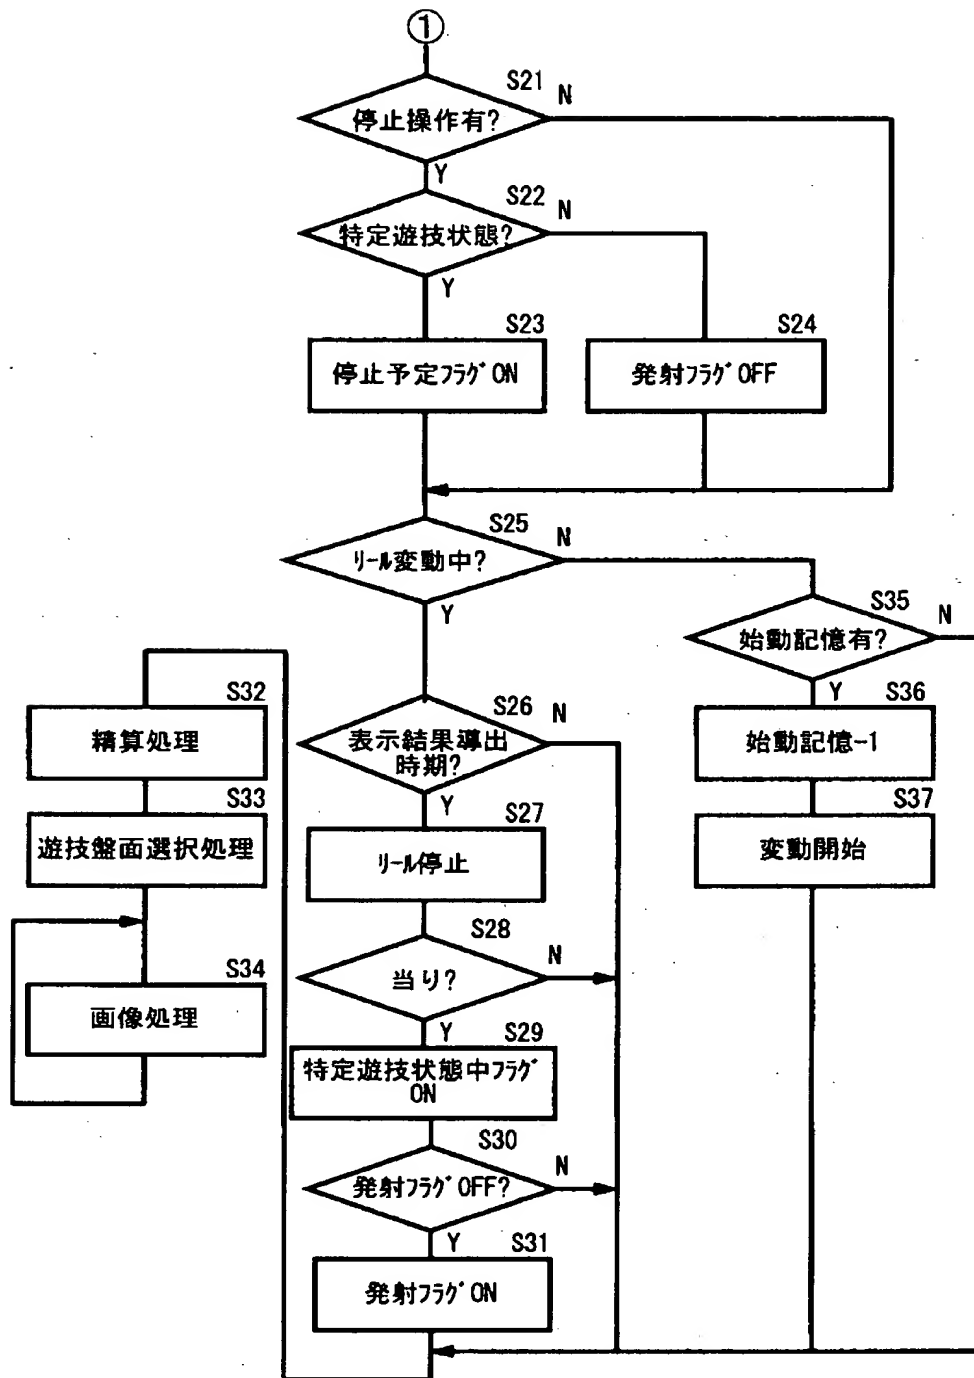 ①
S21
停止操作有?
N
Y
S22
特定遊技状態?
N
Y
S23
停止予定フラグON
S24
発射フラグOFF
S25
リール変動中?
N
Y
S35
始動記憶有?
N
Y
S36
始動記憶-1
S37
変動開始
S26
表示結果導出
時期?
N
Y
S27
リール停止
S28
当り?
N
Y
S29
特定遊技状態中フラグ
ON
S30
発射フラグOFF?
N
Y
S31
発射フラグON
S32
精算処理
S33
遊技盤面選択処理
S34
画像処理